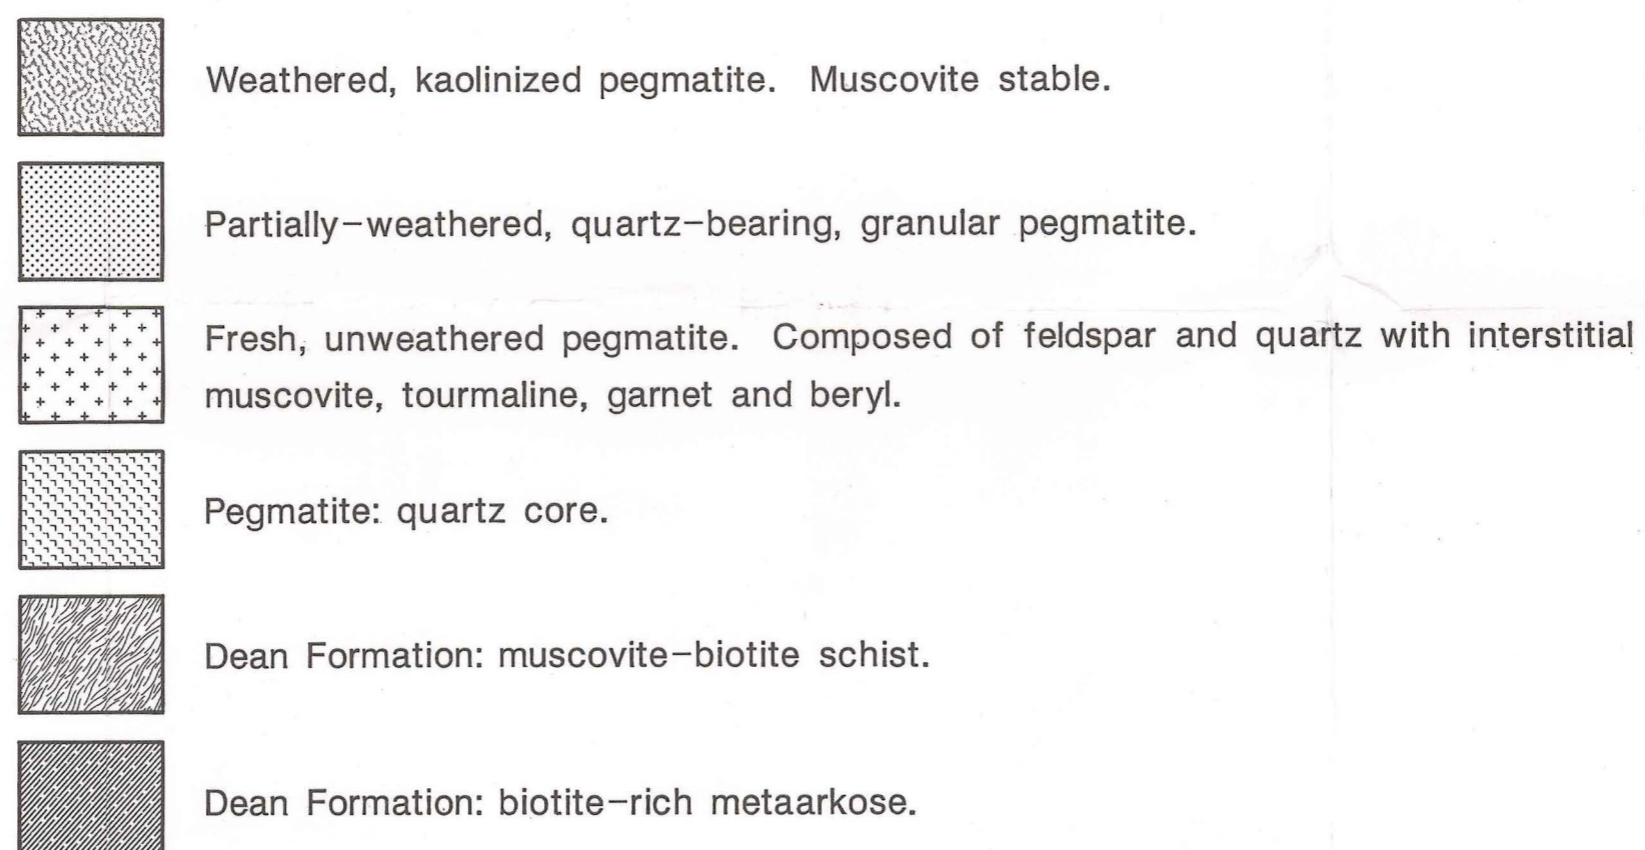 Weathered, kaolinized pegmatite. Muscovite stable.
Partially-weathered, quartz-bearing, granular pegmatite.
Fresh, unweathered pegmatite. Composed of feldspar and quartz with interstitial
muscovite, tourmaline, garnet and beryl.
Pegmatite: quartz core.
Dean Formation: muscovite-biotite schist.
Dean Formation: biotite-rich metaarkose.